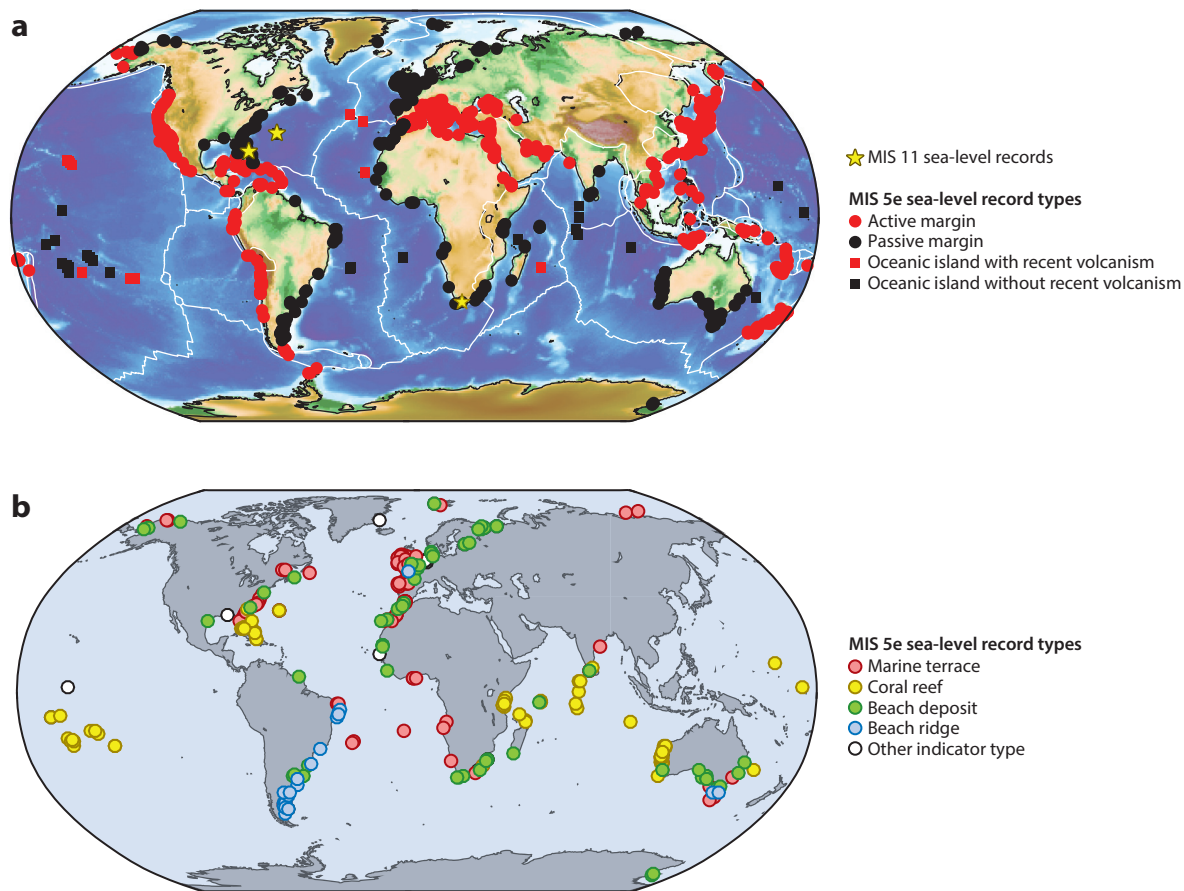 a
MIS 11 sea-level records
MIS 5e sea-level record types
Active margin
Passive margin
Oceanic island with recent volcanism
Oceanic island without recent volcanism
b
MIS 5e sea-level record types
Marine terrace
Coral reef
Beach deposit
Beach ridge
Other indicator type